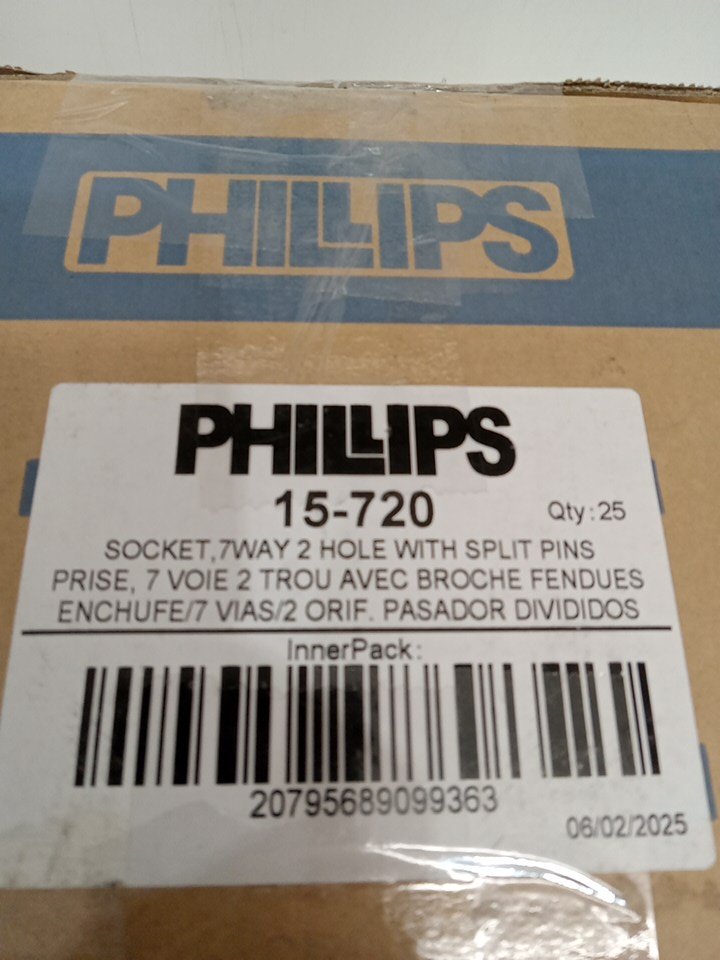 PHILLIPS
PHILLIPS
15-720
Qty:25
SOCKET,7WAY 2 HOLE WITH SPLIT PINS
PRISE, 7 VOIE 2 TROU AVEC BROCHE FENDUES
ENCHUFE/7 VIAS/2 ORIF. PASADOR DIVIDIDOS
InnerPack:
20795689099363
06/02/2025